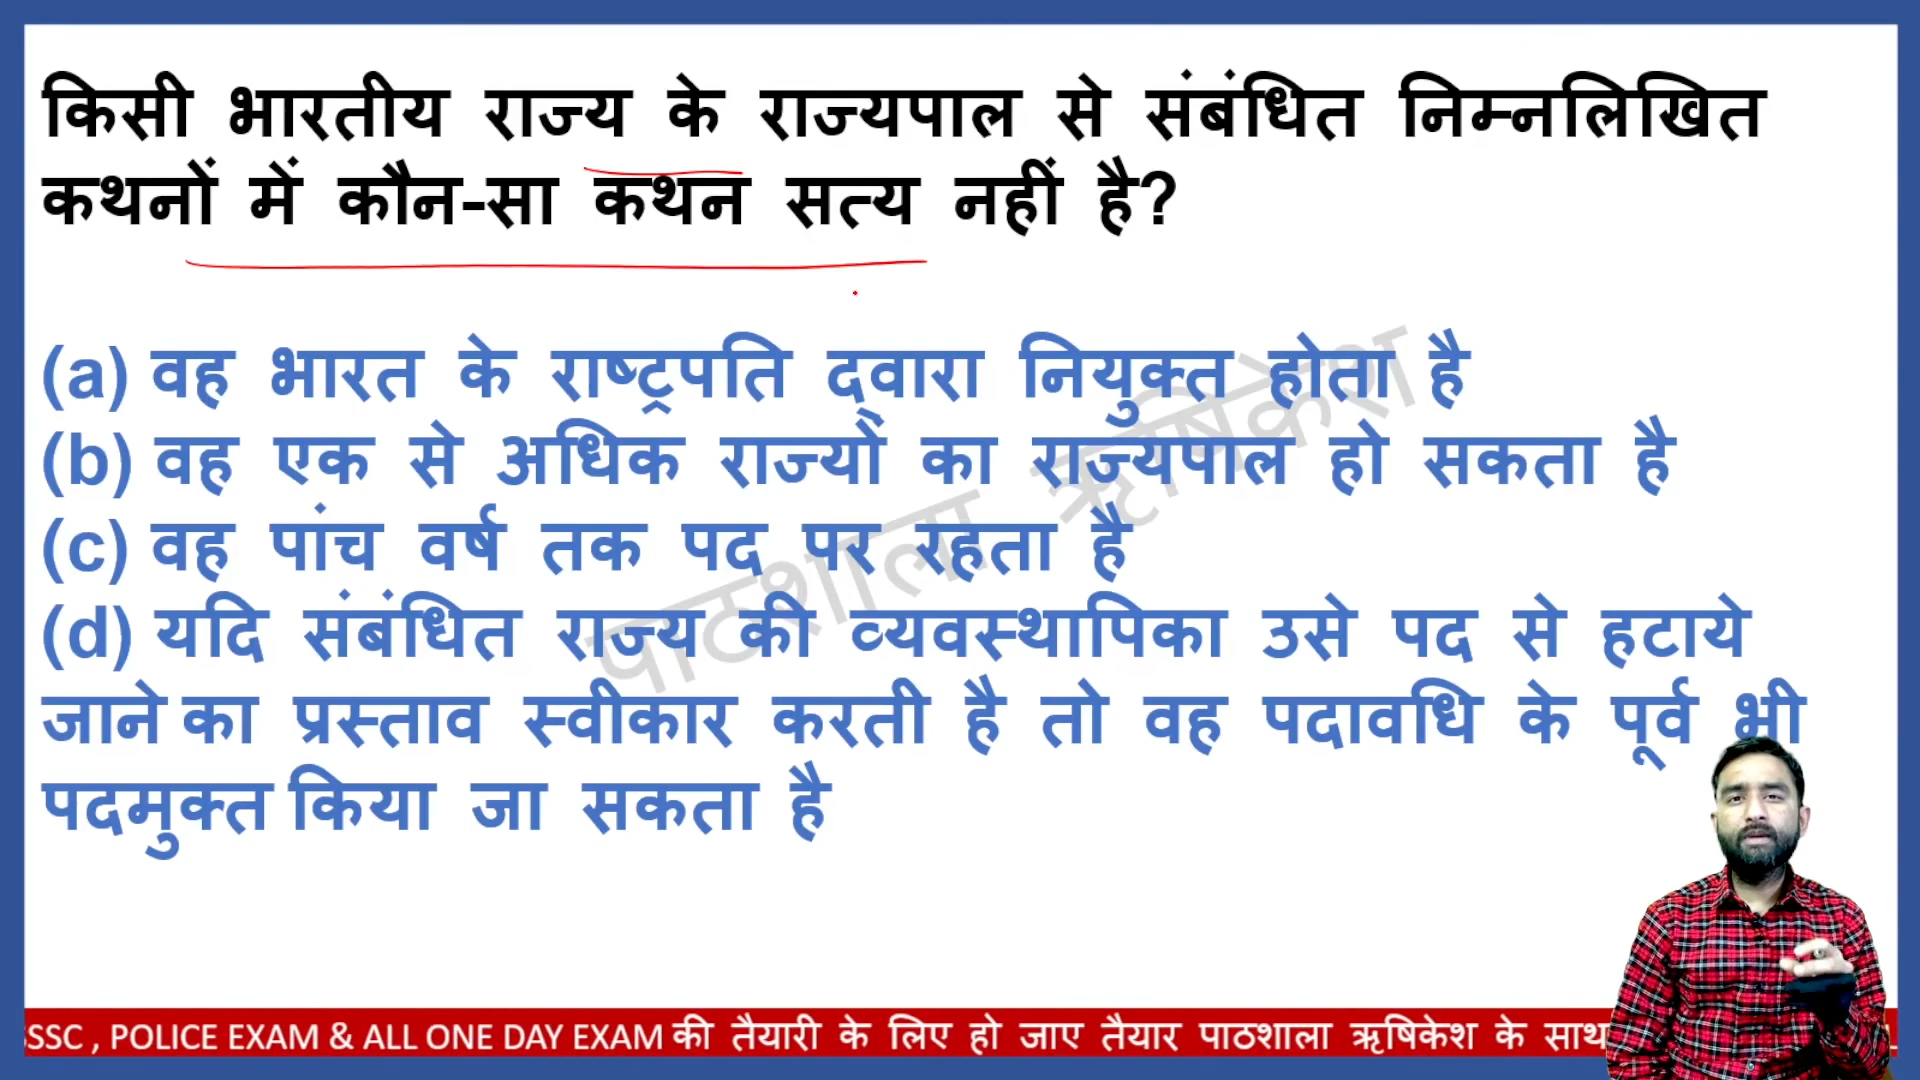 किसी भारतीय राज्य के राज्यपाल से संबंधित निम्नलिखित
कथनों में कौन-सा कथन सत्य नहीं है?
(a) वह भारत के राष्ट्रपति द्वारा नियुक्त होता है
(b) वह एक से अधिक राज्यों का राज्यपाल हो सकता है
(c) वह पांच वर्ष तक पद पर रहता है
(d) यदि संबंधित राज्य की व्यवस्थापिका उसे पद से हटाये
जाने का प्रस्ताव स्वीकार करती है तो वह पदावधि के पूर्व भी
पदमुक्त किया जा सकता है
पाठशाला ऋषिकेश
SSC , POLICE EXAM & ALL ONE DAY EXAM की तैयारी के लिए हो जाए तैयार पाठशाला ऋषिकेश के साथ